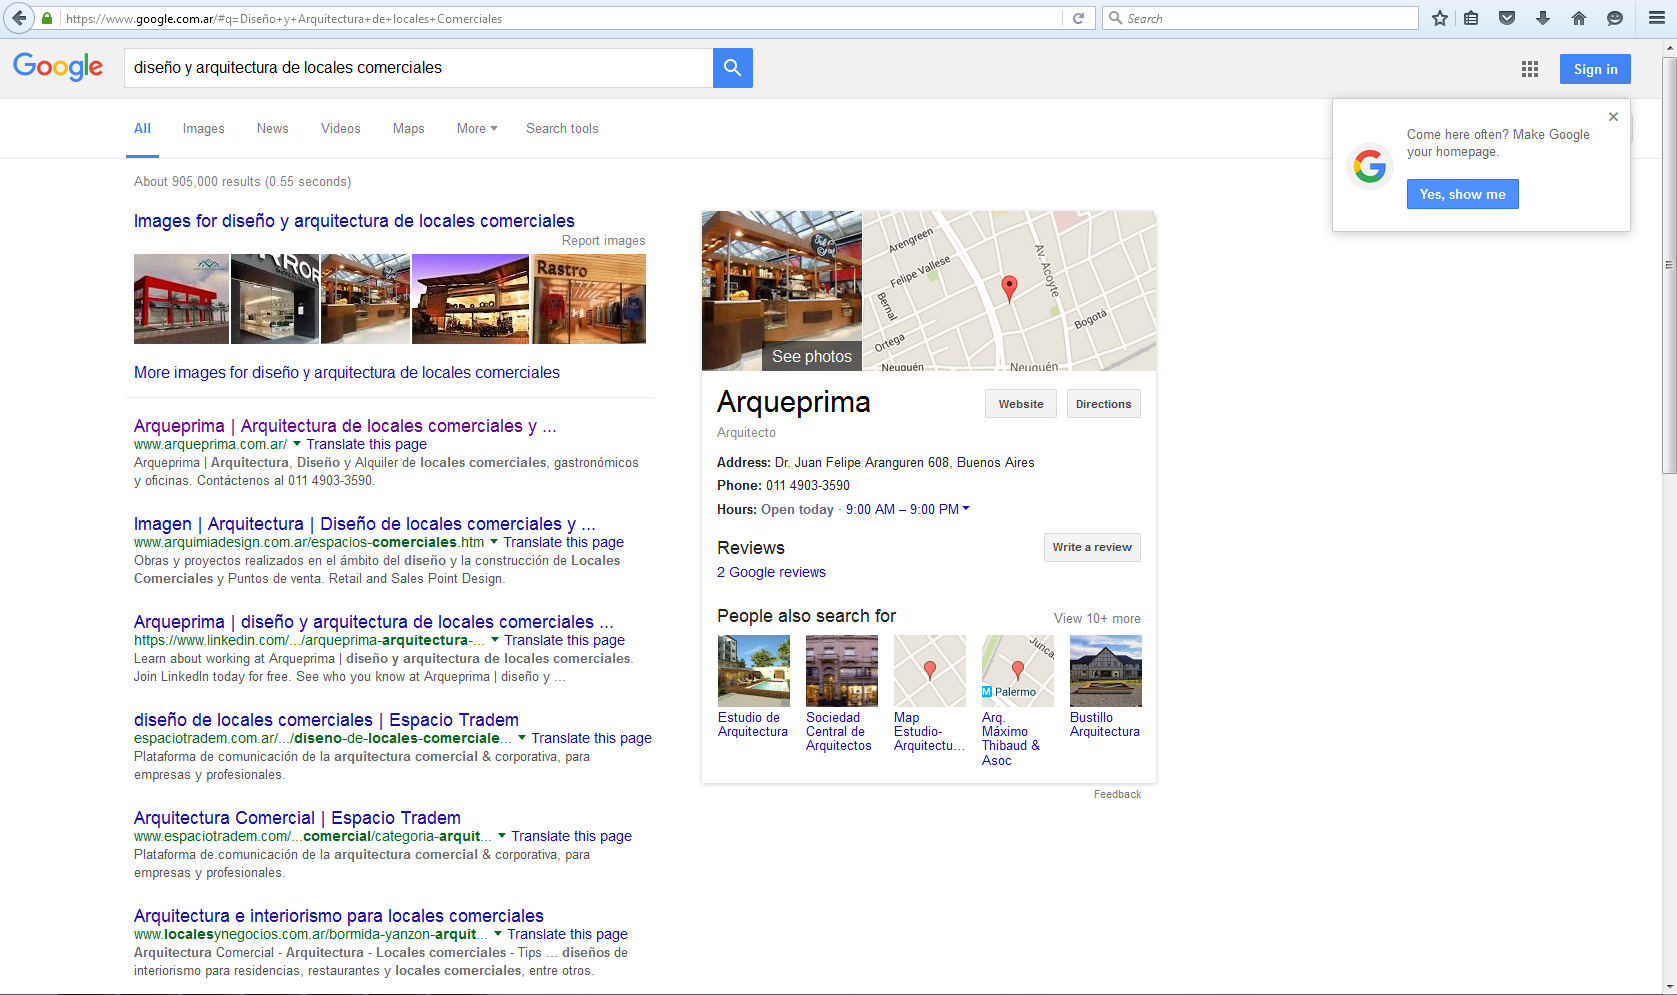 https://www.google.com.ar/#q=Diseño+y+Arquitectura+de+locales+Comerciales
Search
Google
diseño y arquitectura de locales comerciales
Sign in
All
Images
News
Videos
Maps
More
Search tools
Come here often? Make Google
your homepage.
Yes, show me
About 905,000 results (0.55 seconds)
Images for diseño y arquitectura de locales comerciales
Report images
Rastro
More images for diseño y arquitectura de locales comerciales
Arqueprima | Arquitectura de locales comerciales y ...
www.arqueprima.com.ar/ Translate this page
Arqueprima | Arquitectura, Diseño y Alquiler de locales comerciales, gastronómicos
y oficinas. Contáctenos al 011 4903-3590.
Imagen | Arquitectura | Diseño de locales comerciales y ...
www.arquimiadesign.com.ar/espacios-comerciales.htm Translate this page
Obras y proyectos realizados en el ámbito del diseño y la construcción de Locales
Comerciales y Puntos de venta. Retail and Sales Point Design.
Arqueprima | diseño y arquitectura de locales comerciales ...
https://www.linkedin.com/.../arqueprima-arquitectura-... Translate this page
Learn about working at Arqueprima | diseño y arquitectura de locales comerciales.
Join LinkedIn today for free. See who you know at Arqueprima | diseño y ...
diseño de locales comerciales | Espacio Tradem
espaciotradem.com.ar/.../diseno-de-locales-comerciale... Translate this page
Plataforma de comunicación de la arquitectura comercial & corporativa, para
empresas y profesionales.
Arquitectura Comercial | Espacio Tradem
www.espaciotradem.com/...comercial/categoria-arquit... Translate this page
Plataforma de comunicación de la arquitectura comercial & corporativa, para
empresas y profesionales.
Arquitectura e interiorismo para locales comerciales
www.localesynegocios.com.ar/bormida-yanzon-arquit... Translate this page
Arquitectura Comercial - Arquitectura - Locales comerciales - Tips ... diseños de
interiorismo para residencias, restaurantes y locales comerciales, entre otros.
See photos
Arengreen
Felipe Vallese
Av. Acoyte
Bernal
Bogotá
Ortega
Neuquén
Neuquén
Arqueprima
Website
Directions
Arquitecto
Address: Dr. Juan Felipe Aranguren 608, Buenos Aires
Phone: 011 4903-3590
Hours: Open today · 9:00 AM – 9:00 PM
Reviews
Write a review
2 Google reviews
People also search for
View 10+ more
Juncal
M Palermo
Estudio de
Arquitectura
Sociedad
Central de
Arquitectos
Map
Estudio-
Arquitectu...
Arq.
Máximo
Thibaud &
Asoc
Bustillo
Arquitectura
Feedback